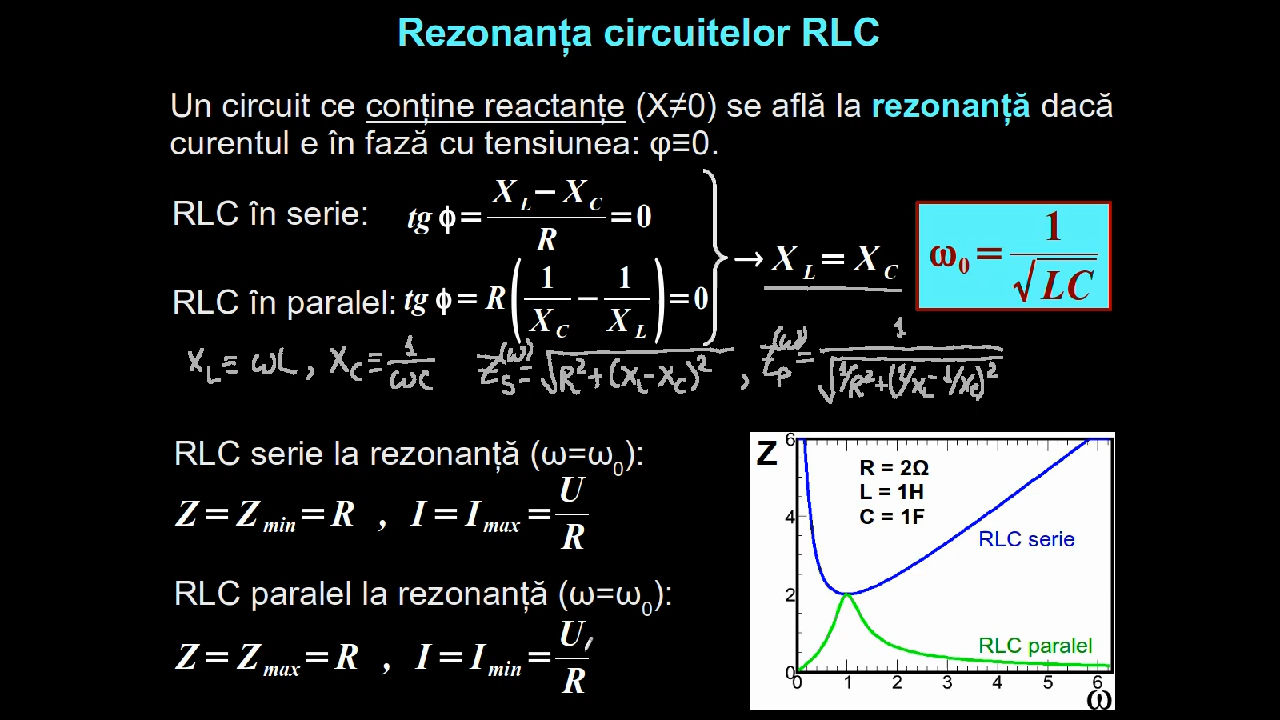 Rezonanța circuitelor RLC
Un circuit ce conține reactanțe (X≠0) se află la rezonanță dacă
curentul e în fază cu tensiunea: φ≡0.
RLC în serie: tg ϕ = (X_L − X_C)/R = 0
RLC în paralel: tg ϕ = R(1/X_C − 1/X_L) = 0
→ X_L = X_C
ω₀ = 1/√(LC)
X_L ≡ ωL , X_C ≡ 1/ωC
Z_S(ω) = √(R² + (X_L − X_C)²) , Z_P(ω) = 1/√(1/R² + (1/X_L − 1/X_C)²)
RLC serie la rezonanță (ω=ω₀):
Z = Z_min = R , I = I_max = U/R
RLC paralel la rezonanță (ω=ω₀):
Z = Z_max = R , I = I_min = U/R
Z
6
4
2
0
R = 2Ω
L = 1H
C = 1F
RLC serie
RLC paralel
0 1 2 3 4 5 6
ω